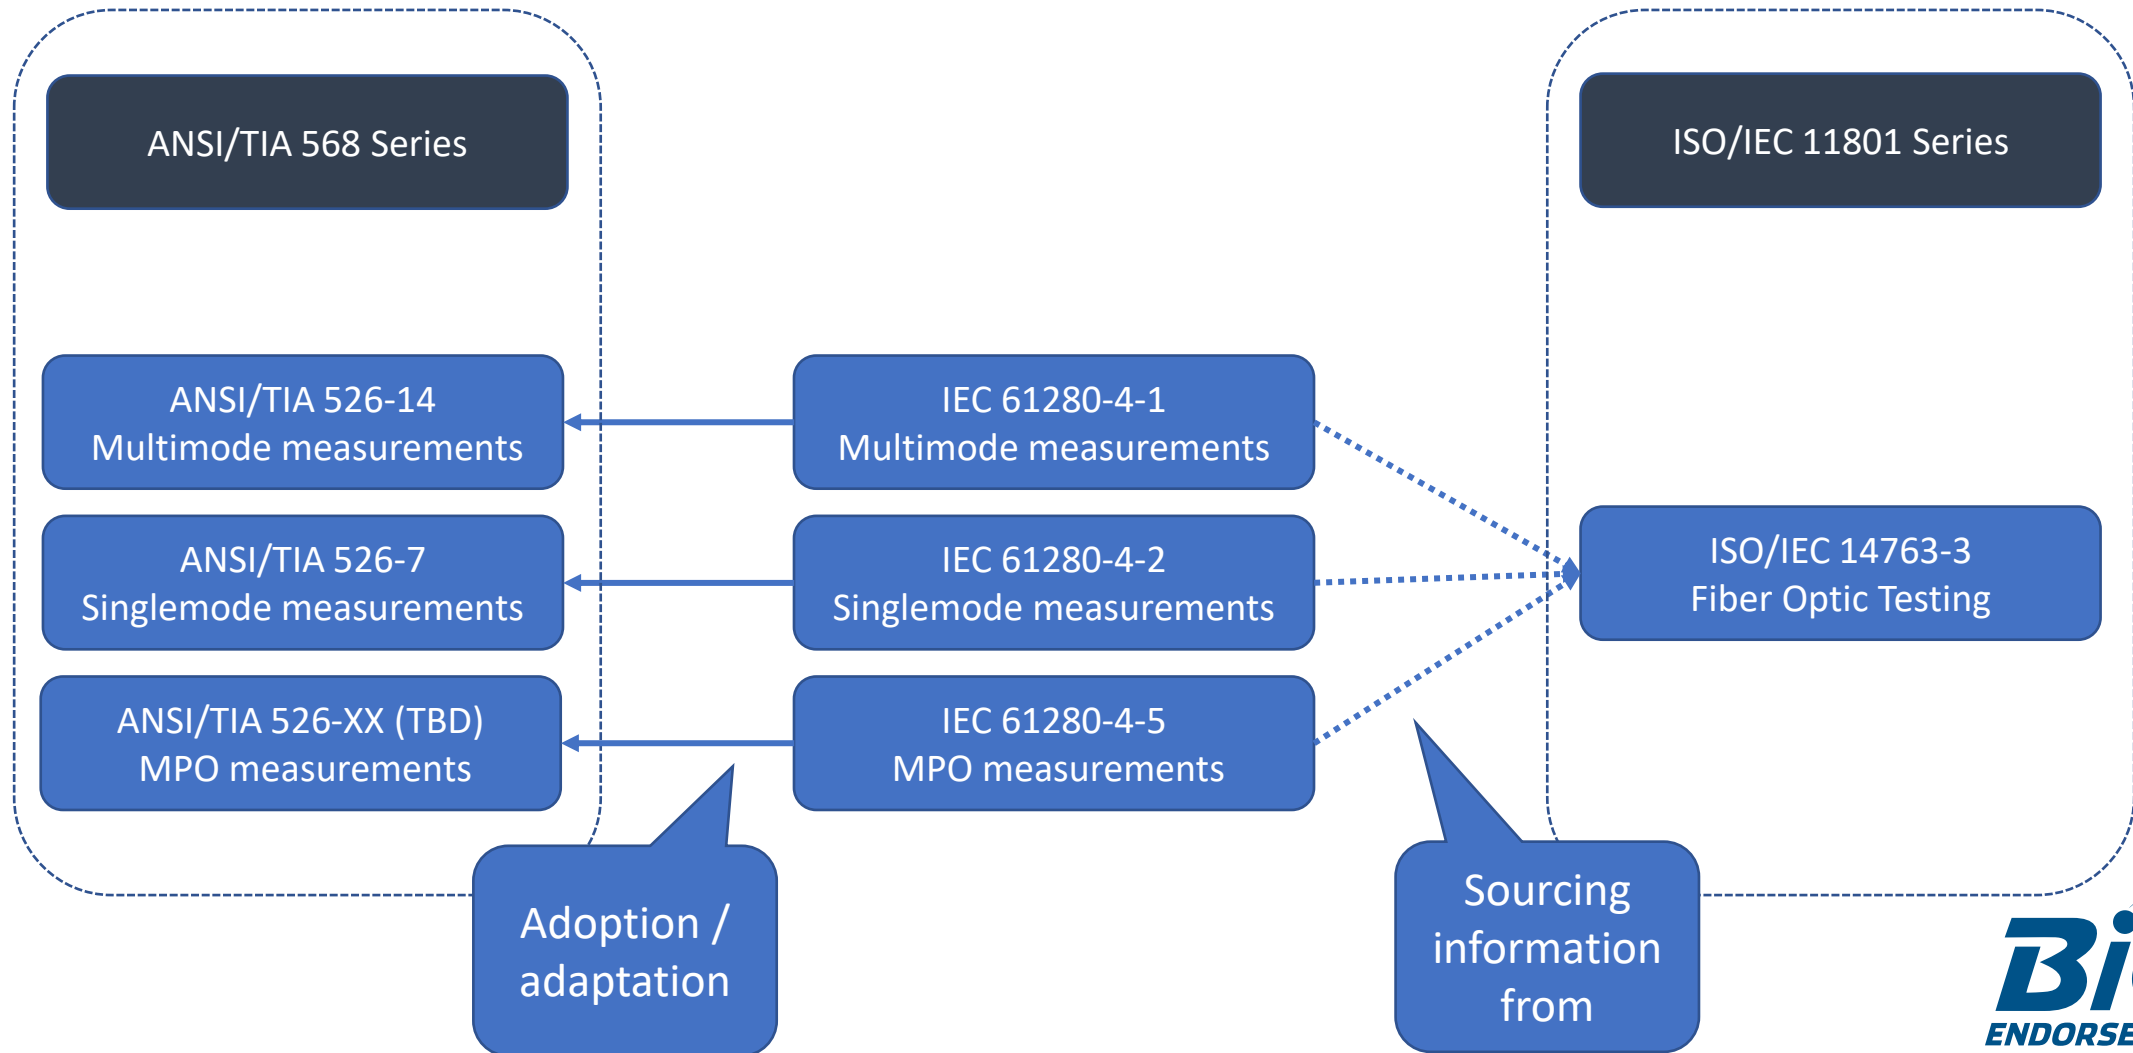 ANSI/TIA 568 Series
ISO/IEC 11801 Series
ANSI/TIA 526-14
Multimode measurements
IEC 61280-4-1
Multimode measurements
ANSI/TIA 526-7
Singlemode measurements
IEC 61280-4-2
Singlemode measurements
ISO/IEC 14763-3
Fiber Optic Testing
ANSI/TIA 526-XX (TBD)
MPO measurements
IEC 61280-4-5
MPO measurements
Adoption /
adaptation
Sourcing
information
from